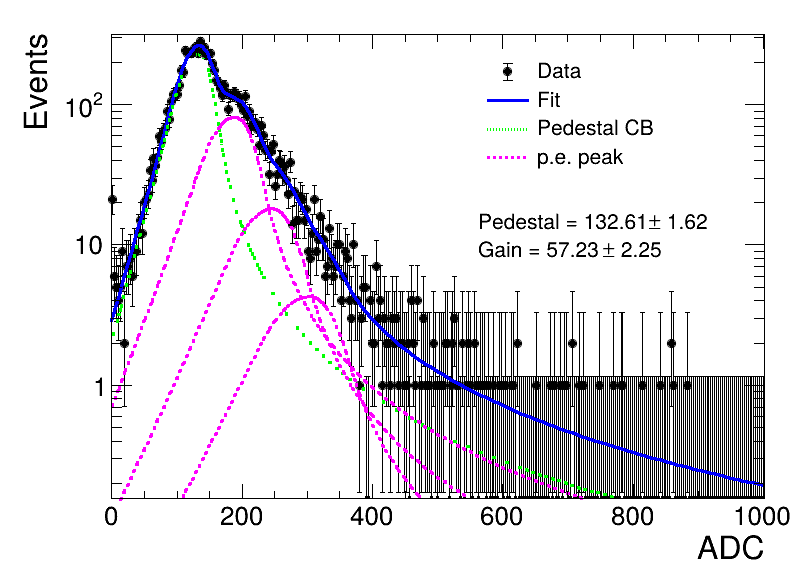 Events
10²
10
1
Data
Fit
Pedestal CB
p.e. peak
Pedestal = 132.61± 1.62
Gain = 57.23 ± 2.25
0 200 400 600 800 1000
ADC